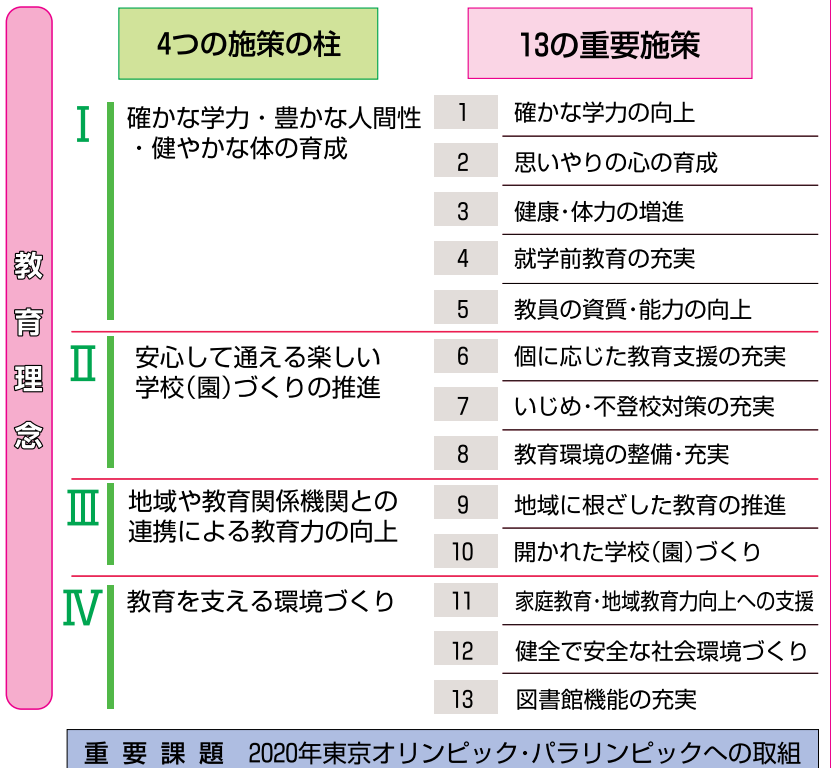 教育理念
4つの施策の柱
13の重要施策
Ⅰ
確かな学力・豊かな人間性
・健やかな体の育成
1 確かな学力の向上
2 思いやりの心の育成
3 健康・体力の増進
4 就学前教育の充実
5 教員の資質・能力の向上
Ⅱ
安心して通える楽しい
学校(園)づくりの推進
6 個に応じた教育支援の充実
7 いじめ・不登校対策の充実
8 教育環境の整備・充実
Ⅲ
地域や教育関係機関との
連携による教育力の向上
9 地域に根ざした教育の推進
10 開かれた学校(園)づくり
Ⅳ
教育を支える環境づくり
11 家庭教育・地域教育力向上への支援
12 健全で安全な社会環境づくり
13 図書館機能の充実
重要課題 2020年東京オリンピック・パラリンピックへの取組